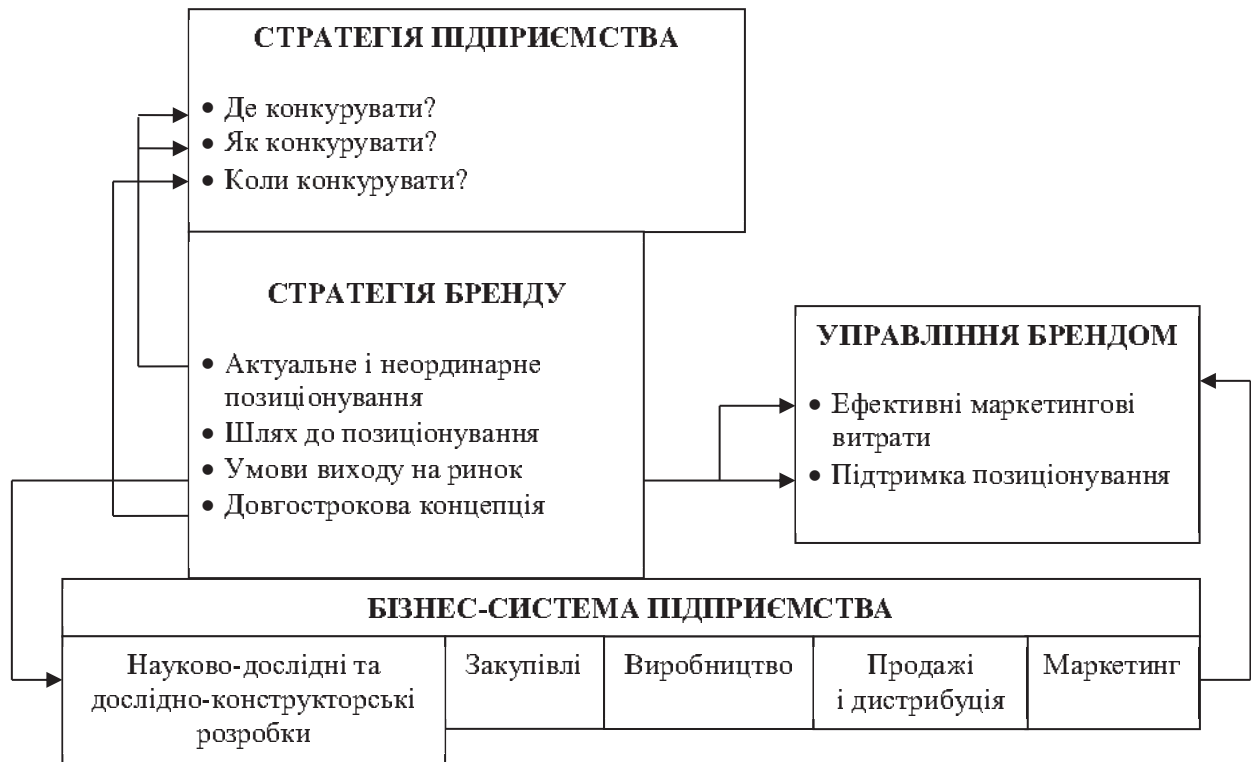 СТРАТЕГІЯ ПІДПРИЄМСТВА
• Де конкурувати?
• Як конкурувати?
• Коли конкурувати?
СТРАТЕГІЯ БРЕНДУ
• Актуальне і неординарне
позиціонування
• Шлях до позиціонування
• Умови виходу на ринок
• Довгострокова концепція
УПРАВЛІННЯ БРЕНДОМ
• Ефективні маркетингові
витрати
• Підтримка позиціонування
БІЗНЕС-СИСТЕМА ПІДПРИЄМСТВА
Науково-дослідні та
дослідно-конструкторські
розробки
Закупівлі
Виробництво
Продажі
і дистрибуція
Маркетинг